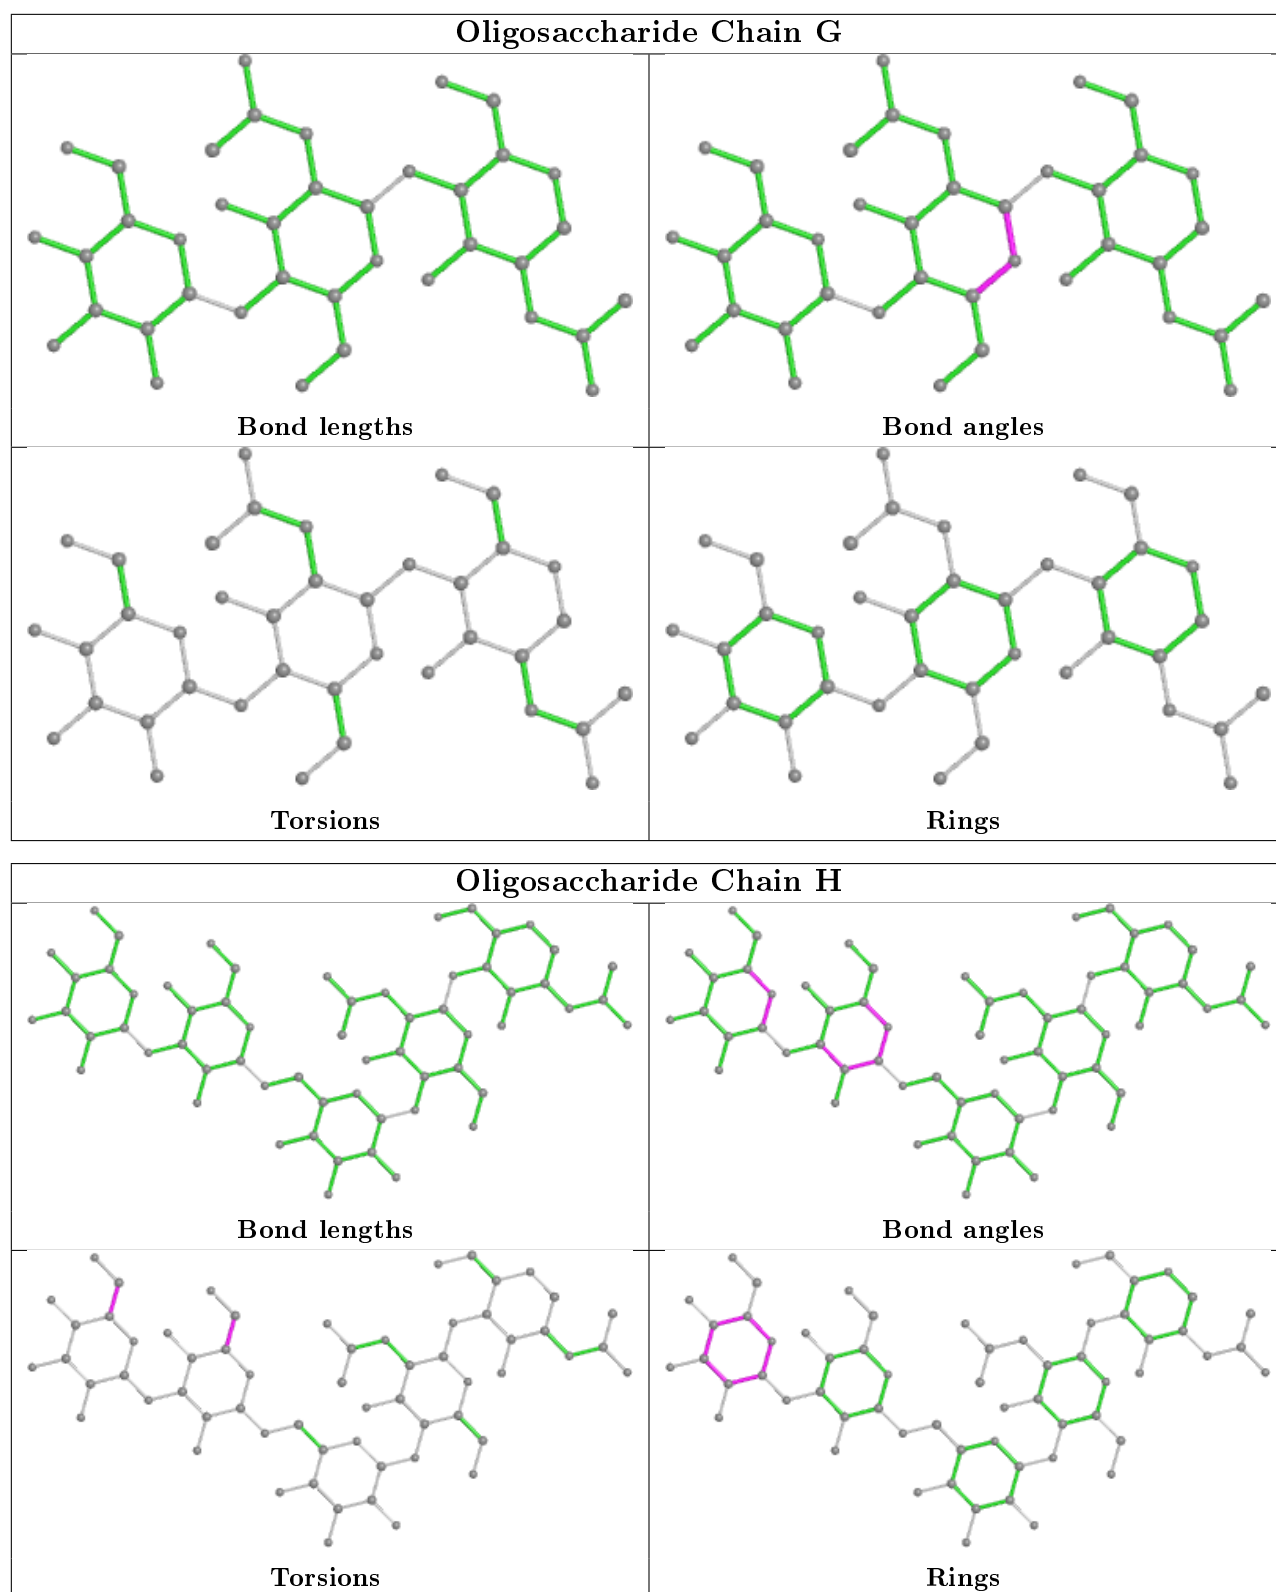 Oligosaccharide Chain G
Bond lengths
Bond angles
Torsions
Rings
Oligosaccharide Chain H
Bond lengths
Bond angles
Torsions
Rings